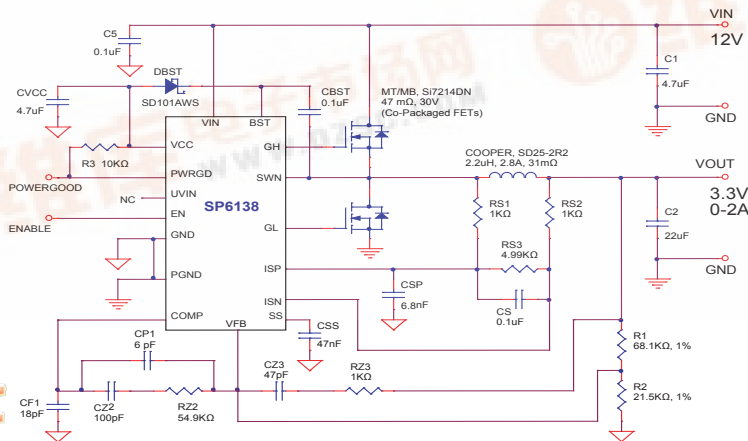 VIN
12V
C5
0.1uF
C1
4.7uF
DBST
SD101AWS
CVCC
4.7uF
CBST
0.1uF
MT/MB, Si7214DN
47 mΩ, 30V
(Co-Packaged FETs)
GND
VIN
BST
VCC
GH
R3 10KΩ
COOPER, SD25-2R2
2.2uH, 2.8A, 31mΩ
VOUT
3.3V
0-2A
POWERGOOD
PWRGD
SWN
NC
UVIN
SP6138
RS1
1KΩ
RS2
1KΩ
ENABLE
EN
GL
C2
22uF
GND
RS3
4.99KΩ
GND
ISP
PGND
CSP
6.8nF
CS
0.1uF
ISN
COMP
SS
VFB
CSS
47nF
CP1
6 pF
CZ3
47pF
RZ3
1KΩ
R1
68.1KΩ, 1%
CF1
18pF
CZ2
100pF
RZ2
54.9KΩ
R2
21.5KΩ, 1%